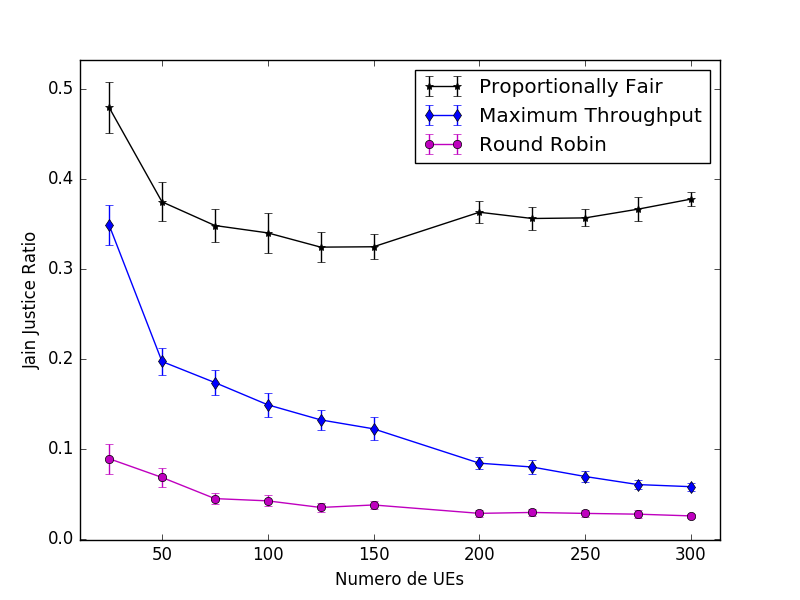 Proportionally Fair
Maximum Throughput
Round Robin
0.5
0.4
0.3
0.2
0.1
0.0
Jain Justice Ratio
50 100 150 200 250 300
Numero de UEs